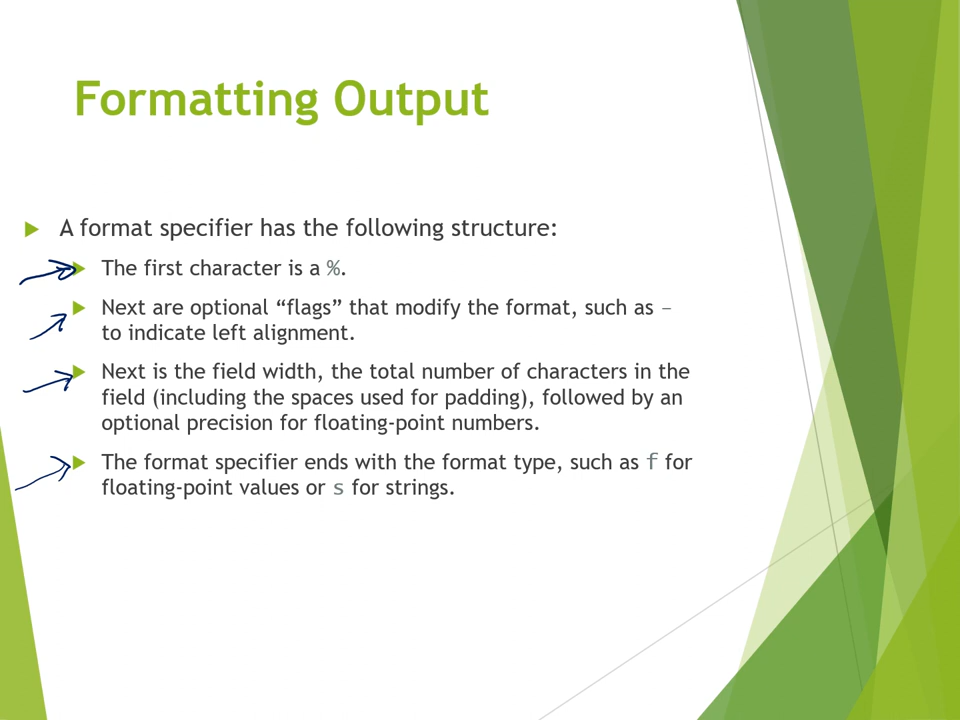 Formatting Output
A format specifier has the following structure:
The first character is a %.
Next are optional “flags” that modify the format, such as –
to indicate left alignment.
Next is the field width, the total number of characters in the
field (including the spaces used for padding), followed by an
optional precision for floating-point numbers.
The format specifier ends with the format type, such as f for
floating-point values or s for strings.